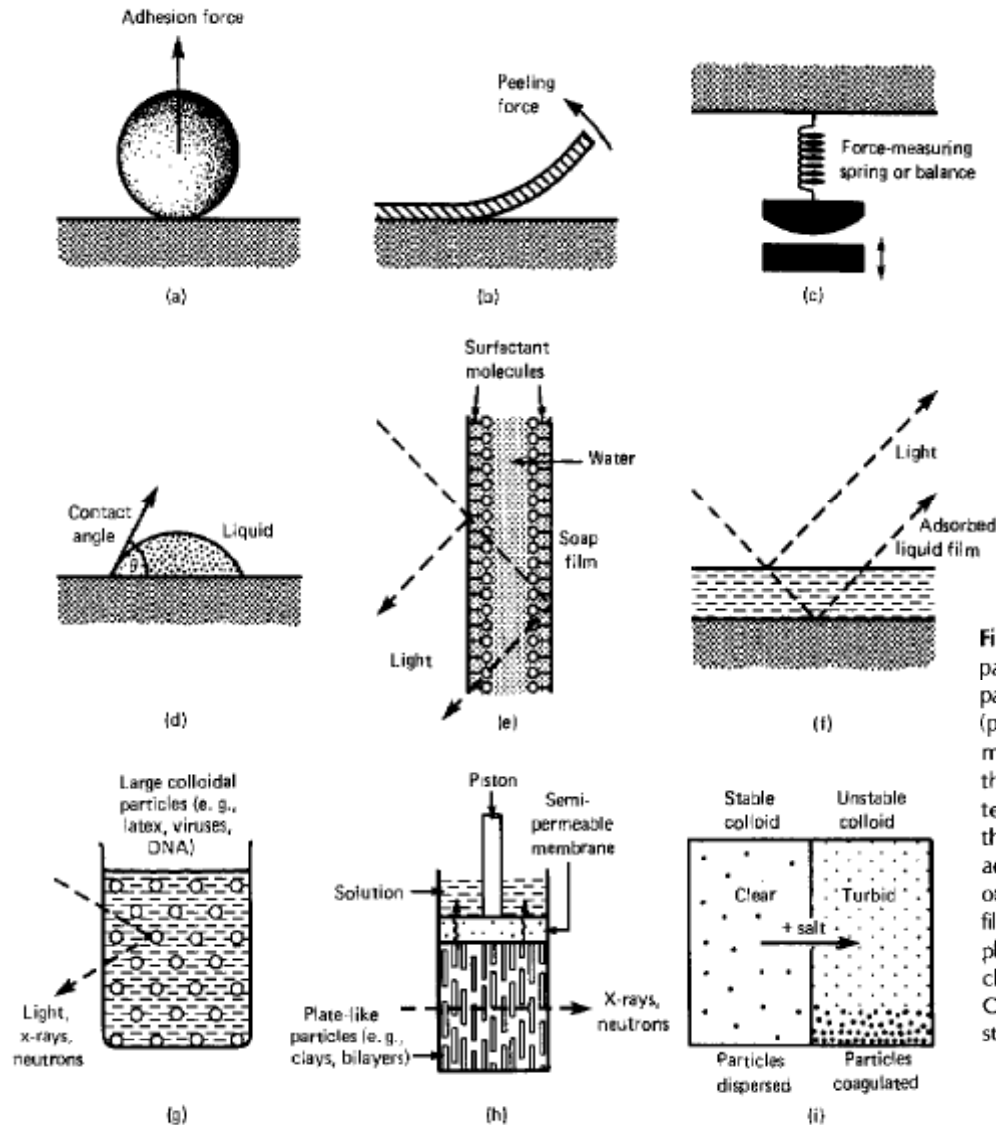 Adhesion force
(a)
Peeling
force
(b)
Force-measuring
spring or balance
(c)
Contact
angle
θ
Liquid
(d)
Surfactant
molecules
Water
Soap
film
Light
(e)
Light
Adsorbed
liquid film
(f)
Large colloidal
particles (e. g.,
latex, viruses,
DNA)
Light,
x-rays,
neutrons
(g)
Piston
Semi-
permeable
membrane
Solution
Plate-like
particles (e. g.,
clays, bilayers)
X-rays,
neutrons
(h)
Stable
colloid
Unstable
colloid
Clear
Turbid
+ salt
Particles
dispersed
Particles
coagulated
(i)